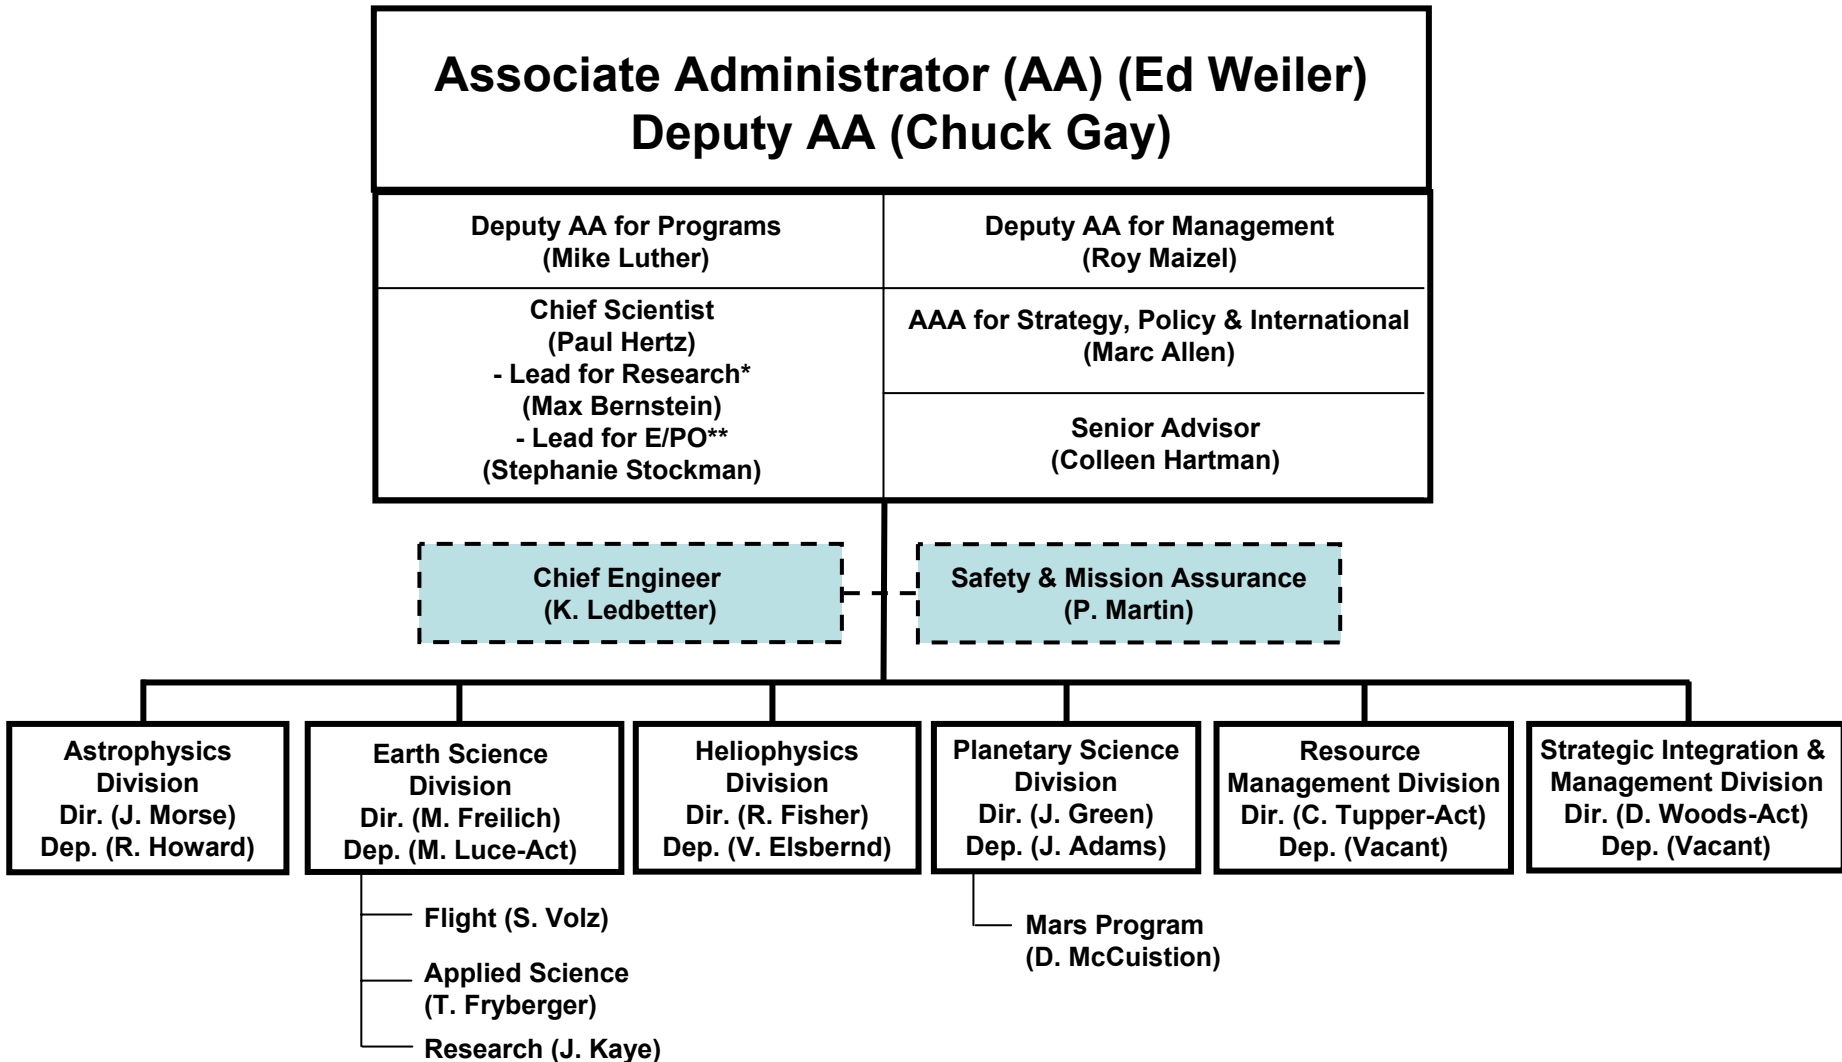 Associate Administrator (AA) (Ed Weiler)
Deputy AA (Chuck Gay)
Deputy AA for Programs
(Mike Luther)
Deputy AA for Management
(Roy Maizel)
Chief Scientist
(Paul Hertz)
- Lead for Research*
(Max Bernstein)
- Lead for E/PO**
(Stephanie Stockman)
AAA for Strategy, Policy & International
(Marc Allen)
Senior Advisor
(Colleen Hartman)
Chief Engineer
(K. Ledbetter)
Safety & Mission Assurance
(P. Martin)
Astrophysics
Division
Dir. (J. Morse)
Dep. (R. Howard)
Earth Science
Division
Dir. (M. Freilich)
Dep. (M. Luce-Act)
Flight (S. Volz)
Applied Science
(T. Fryberger)
Research (J. Kaye)
Heliophysics
Division
Dir. (R. Fisher)
Dep. (V. Elsbernd)
Planetary Science
Division
Dir. (J. Green)
Dep. (J. Adams)
Mars Program
(D. McCuistion)
Resource
Management Division
Dir. (C. Tupper-Act)
Dep. (Vacant)
Strategic Integration &
Management Division
Dir. (D. Woods-Act)
Dep. (Vacant)